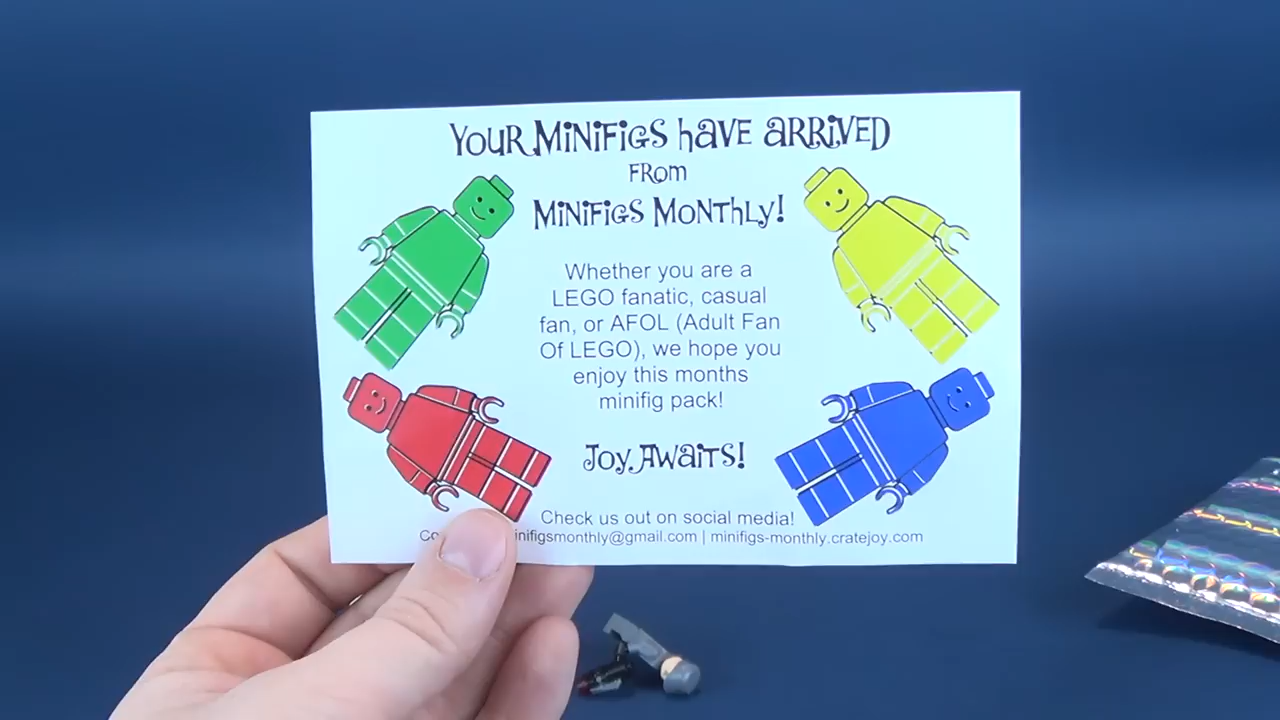 YOUR MINIFIGS HAVE ARRIVED
FROM
MINIFIGS MONTHLY!
Whether you are a
LEGO fanatic, casual
fan, or AFOL (Adult Fan
Of LEGO), we hope you
enjoy this months
minifig pack!
JOY AWAITS!
Check us out on social media!
| minifigs-monthly.cratejoy.com